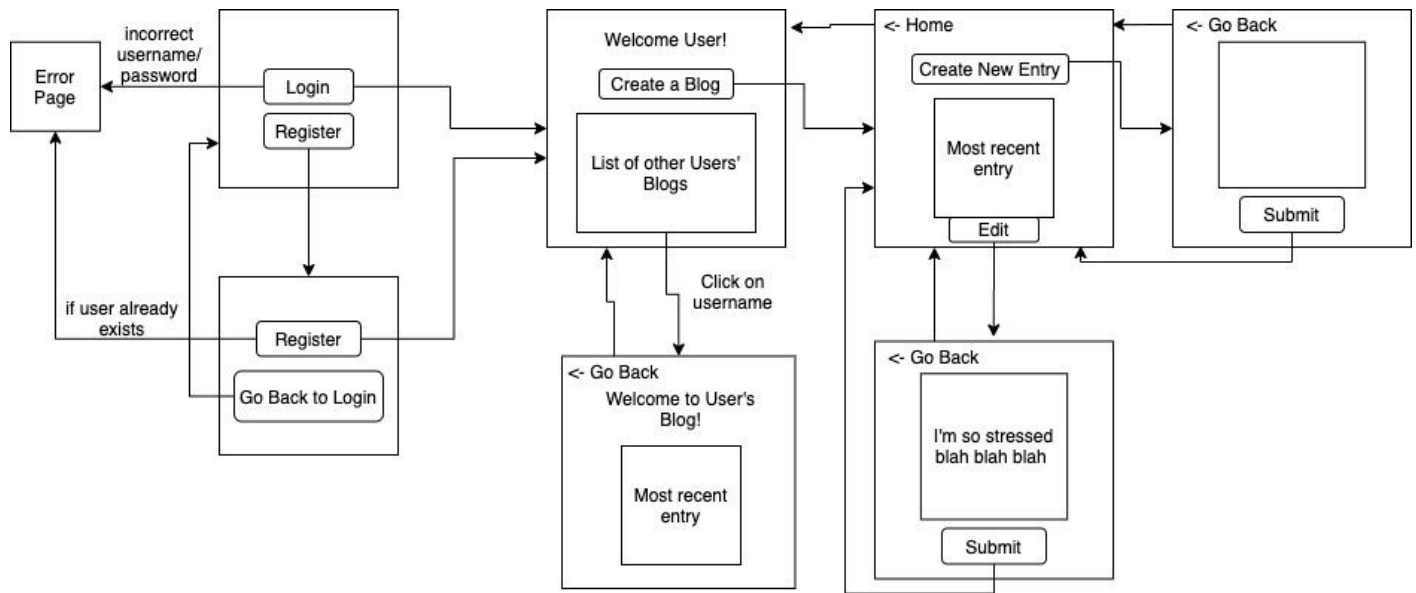 Error
Page
incorrect
username/
password
Login
Register
if user already
exists
Register
Go Back to Login
Welcome User!
Create a Blog
List of other Users'
Blogs
Click on
username
<- Go Back
Welcome to User's
Blog!
Most recent
entry
<- Home
Create New Entry
Most recent
entry
Edit
<- Go Back
I'm so stressed
blah blah blah
Submit
<- Go Back
Submit